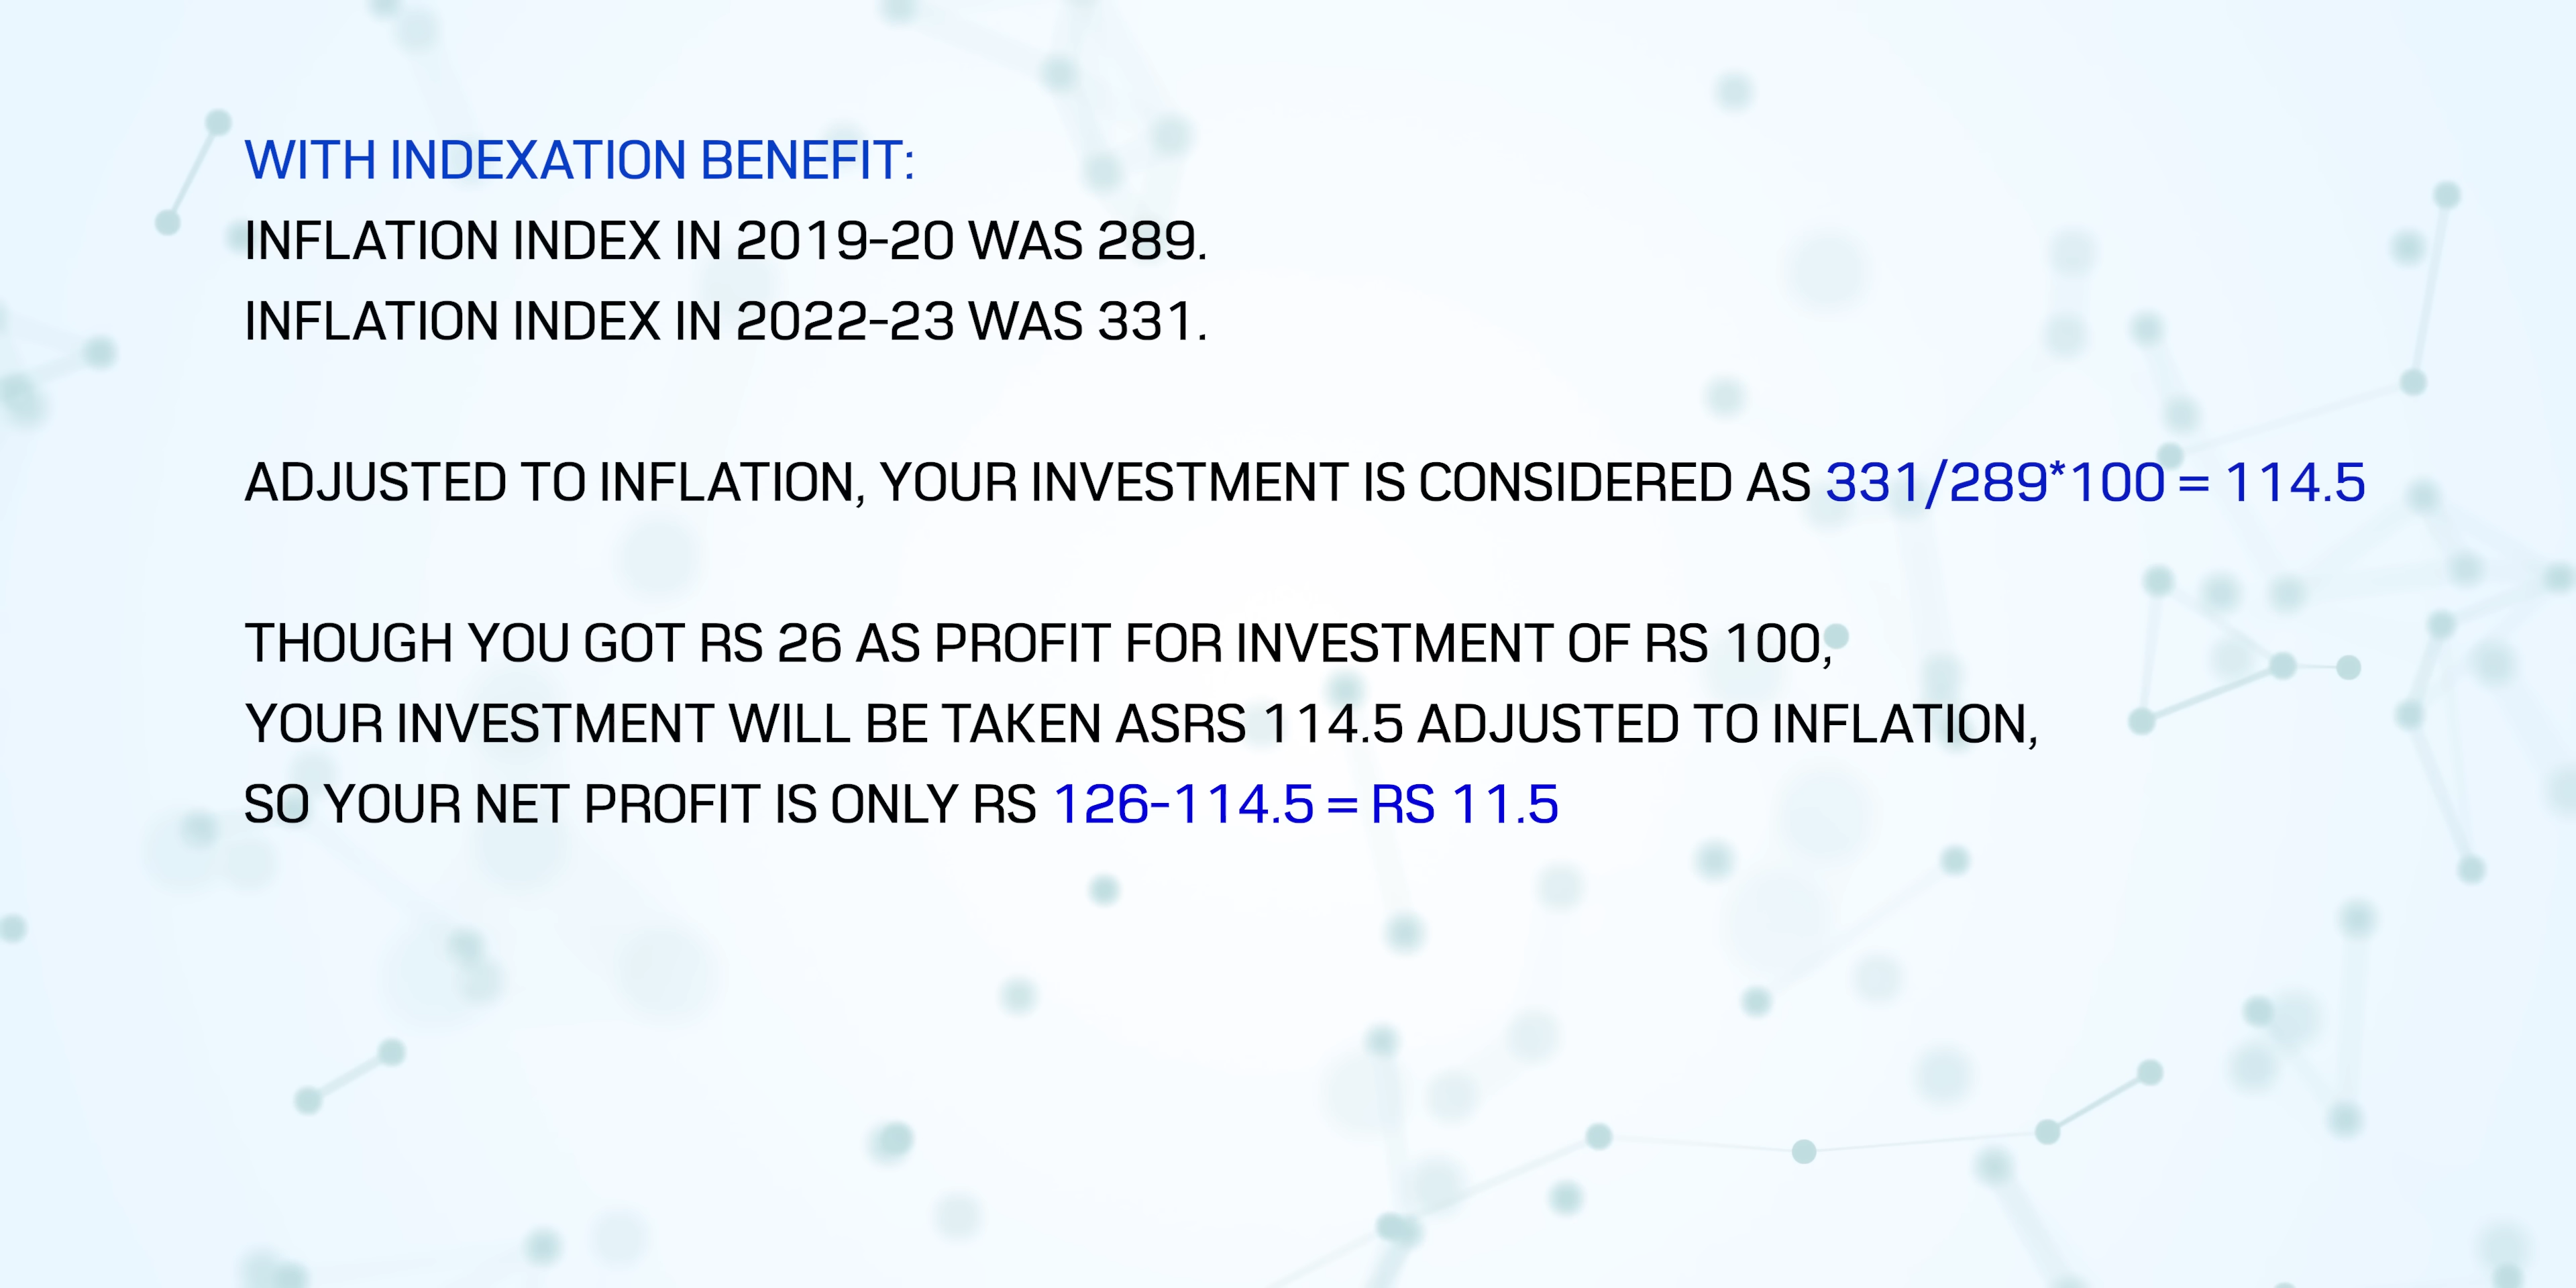 WITH INDEXATION BENEFIT:
INFLATION INDEX IN 2019-20 WAS 289.
INFLATION INDEX IN 2022-23 WAS 331.
ADJUSTED TO INFLATION, YOUR INVESTMENT IS CONSIDERED AS 331/289*100 = 114.5
THOUGH YOU GOT RS 26 AS PROFIT FOR INVESTMENT OF RS 100,
YOUR INVESTMENT WILL BE TAKEN ASRS 114.5 ADJUSTED TO INFLATION,
SO YOUR NET PROFIT IS ONLY RS 126-114.5 = RS 11.5